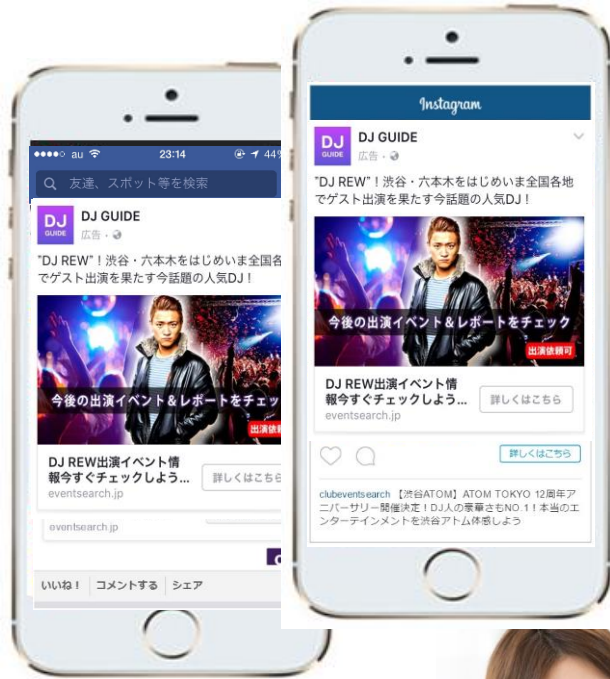 ●●●●○ au 23:14 44%
友達、スポット等を検索
DJ GUIDE
DJ GUIDE
広告・
"DJ REW"！渋谷・六本木をはじめいま全国各
でゲスト出演を果たす今話題の人気DJ！
今後の出演イベント&レポートをチェッ
出演依頼
DJ REW出演イベント情
報今すぐチェックしよう...
詳しくはこちら
eventsearch.jp
eventsearch.jp
いいね！ コメントする シェア
Instagram
DJ GUIDE
DJ GUIDE
広告・
"DJ REW"！渋谷・六本木をはじめいま全国各地
でゲスト出演を果たす今話題の人気DJ！
今後の出演イベント&レポートをチェック
出演依頼可
DJ REW出演イベント情
報今すぐチェックしよう...
詳しくはこちら
eventsearch.jp
詳しくはこちら
clubeventsearch 【渋谷ATOM】ATOM TOKYO 12周年ア
ニバーサリー開催決定！DJ人の豪華さもNO.1！本当のエ
ンターテインメントを渋谷アトム体感しよう